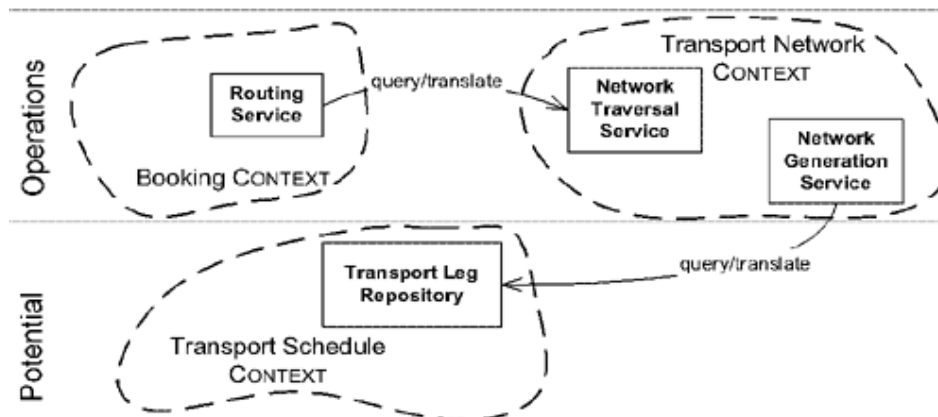 Operations
Routing
Service
Booking CONTEXT
query/translate
Transport Network
CONTEXT
Network
Traversal
Service
Network
Generation
Service
query/translate
Potential
Transport Leg
Repository
Transport Schedule
CONTEXT